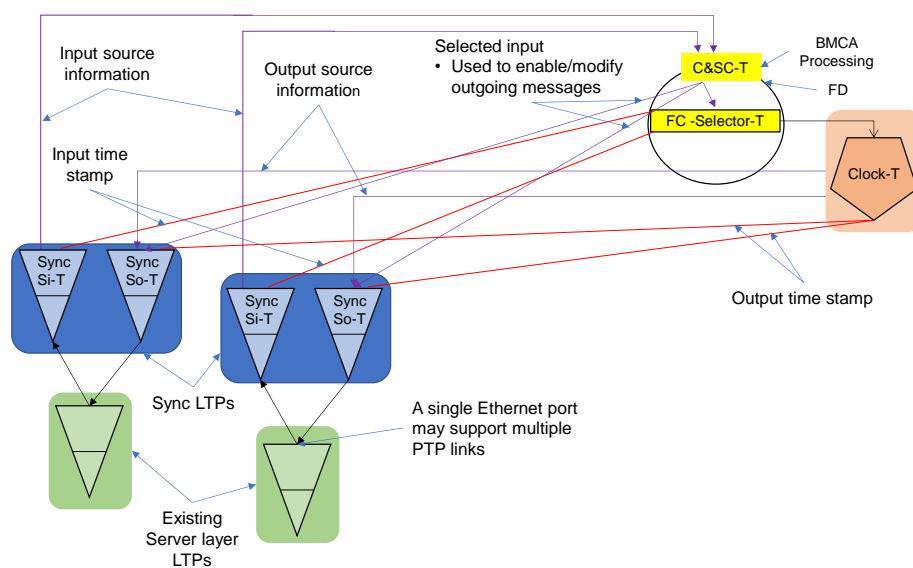 Input source
information
Output source
information
Selected input
• Used to enable/modify
outgoing messages
C&SC-T
BMCA
Processing
FD
FC -Selector-T
Clock-T
Input time
stamp
Sync
Si-T
Sync
So-T
Sync
Si-T
Sync
So-T
Output time stamp
Sync LTPs
A single Ethernet port
may support multiple
PTP links
Existing
Server layer
LTPs